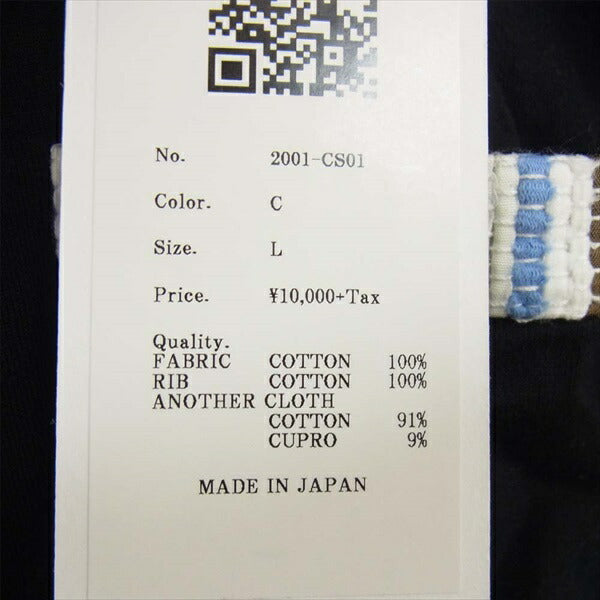 No. 2001-CS01
Color. C
Size. L
Price. ¥10,000+Tax
Quality.
FABRIC COTTON 100%
RIB COTTON 100%
ANOTHER CLOTH
COTTON 91%
CUPRO 9%
MADE IN JAPAN